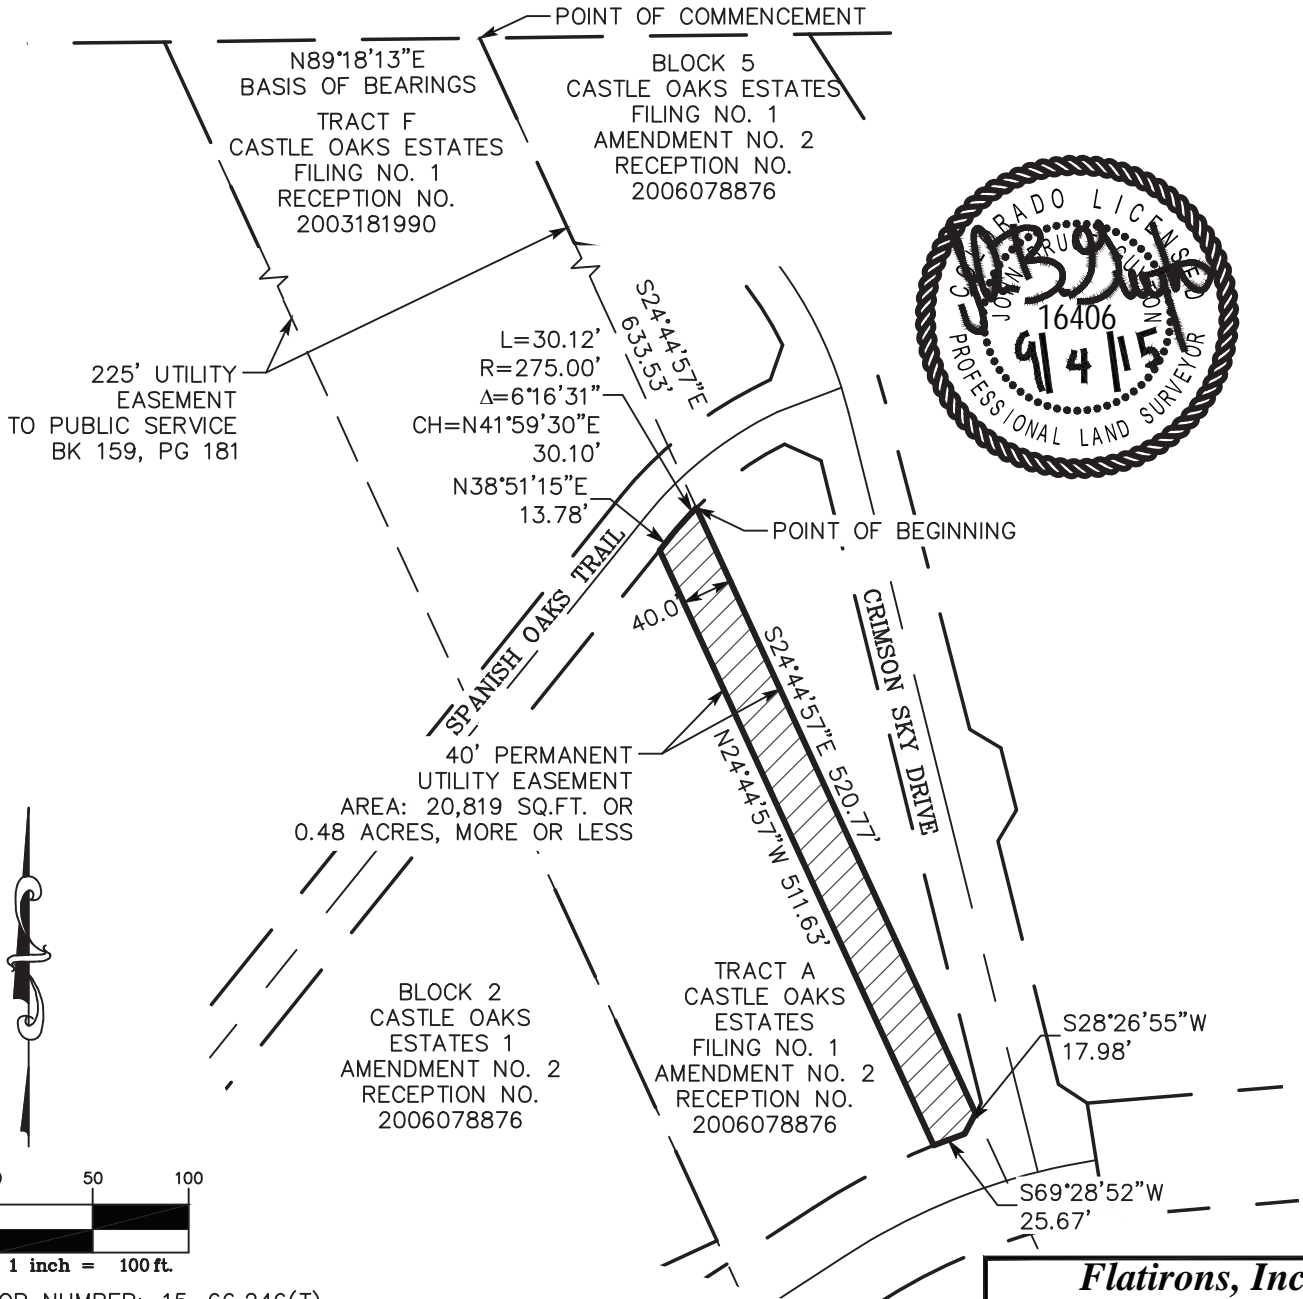 POINT OF COMMENCEMENT
N89°18'13"E
BASIS OF BEARINGS
TRACT F
CASTLE OAKS ESTATES
FILING NO. 1
RECEPTION NO.
2003181990
BLOCK 5
CASTLE OAKS ESTATES
FILING NO. 1
AMENDMENT NO. 2
RECEPTION NO.
2006078876
16406
9/4/15
PROFESSIONAL LAND SURVEYOR
S24°44'57"E
633.53'
225' UTILITY
EASEMENT
TO PUBLIC SERVICE
BK 159, PG 181
L=30.12'
R=275.00'
Δ=6°16'31"
CH=N41°59'30"E
30.10'
N38°51'15"E
13.78'
POINT OF BEGINNING
SPANISH OAKS TRAIL
40.0'
CRIMSON SKY DRIVE
S24°44'57"E 520.77'
N24°44'57"W 511.63'
40' PERMANENT
UTILITY EASEMENT
AREA: 20,819 SQ.FT. OR
0.48 ACRES, MORE OR LESS
BLOCK 2
CASTLE OAKS
ESTATES 1
AMENDMENT NO. 2
RECEPTION NO.
2006078876
TRACT A
CASTLE OAKS
ESTATES
FILING NO. 1
AMENDMENT NO. 2
RECEPTION NO.
2006078876
S28°26'55"W
17.98'
S69°28'52"W
25.67'
50 100
1 inch = 100 ft.
Flatirons, Inc